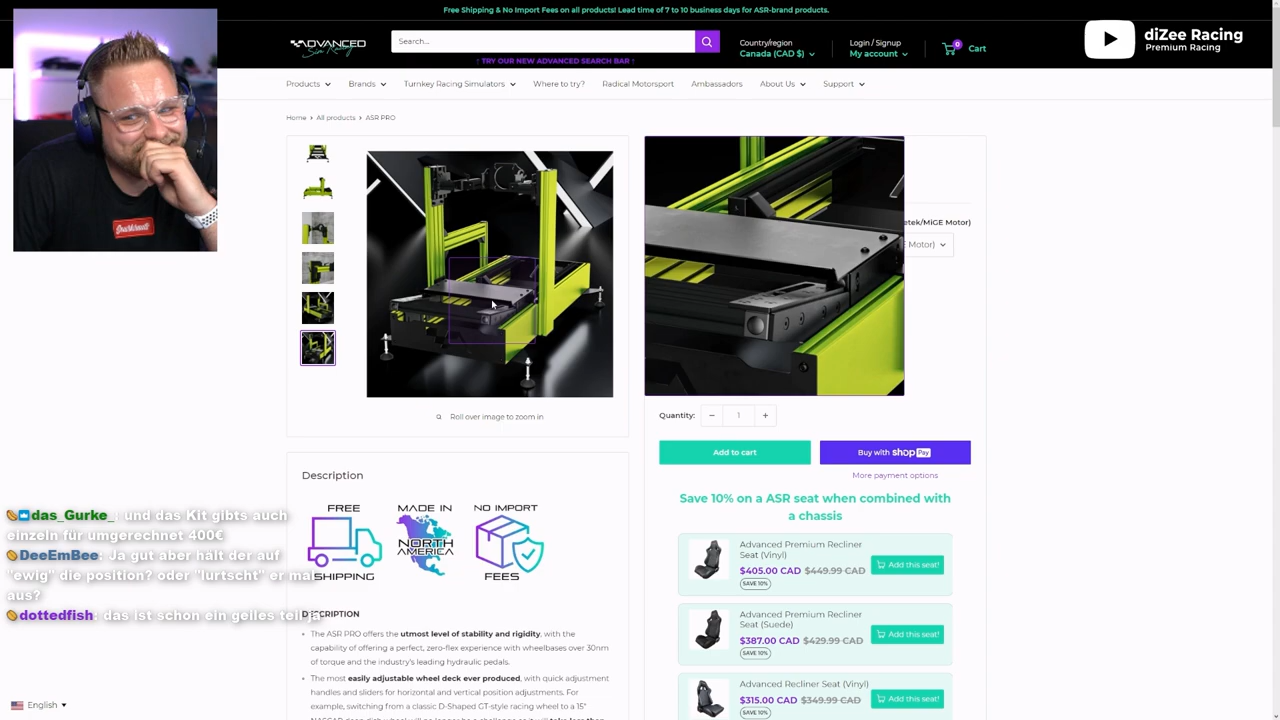 Free Shipping & No Import Fees on all products! Lead time of 7 to 10 business days for ASR-brand products.
ADVANCED
Sim Racing
Search...
↑ TRY OUR NEW ADVANCED SEARCH BAR ↑
Country/region
Canada (CAD $)
Login / Signup
My account
0
Cart
dizee Racing
Premium Racing
Products
Brands
Turnkey Racing Simulators
Where to try?
Radical Motorsport
Ambassadors
About Us
Support
Home > All products > ASR PRO
etek/MiGE Motor)
E Motor)
Roll over image to zoom in
Quantity:
− 1 +
Add to cart
Buy with shop Pay
More payment options
Description
FREE
SHIPPING
MADE IN
NORTH
AMERICA
NO IMPORT
FEES
Save 10% on a ASR seat when combined with
a chassis
Advanced Premium Recliner
Seat (Vinyl)
$405.00 CAD $449.99 CAD
SAVE 10%
Add this seat!
Advanced Premium Recliner
Seat (Suede)
$387.00 CAD $429.99 CAD
SAVE 10%
Add this seat!
Advanced Recliner Seat (Vinyl)
$315.00 CAD $349.99 CAD
SAVE 10%
Add this seat!
das_Gurke_: und das Kit gibts auch
einzeln für umgerechnet 400€
DeeEmBee: Ja gut aber hält der auf
"ewig" die position? oder "lurtscht" er mal
aus?
dottedfish: das ist schon ein gelles teil ja
DESCRIPTION
The ASR PRO offers the utmost level of stability and rigidity, with the
capability of offering a perfect, zero-flex experience with wheelbases over 30nm
of torque and the industry's leading hydraulic pedals.
The most easily adjustable wheel deck ever produced, with quick adjustment
handles and sliders for horizontal and vertical position adjustments. For
example, switching from a classic D-Shaped GT-style racing wheel to a 15"
English